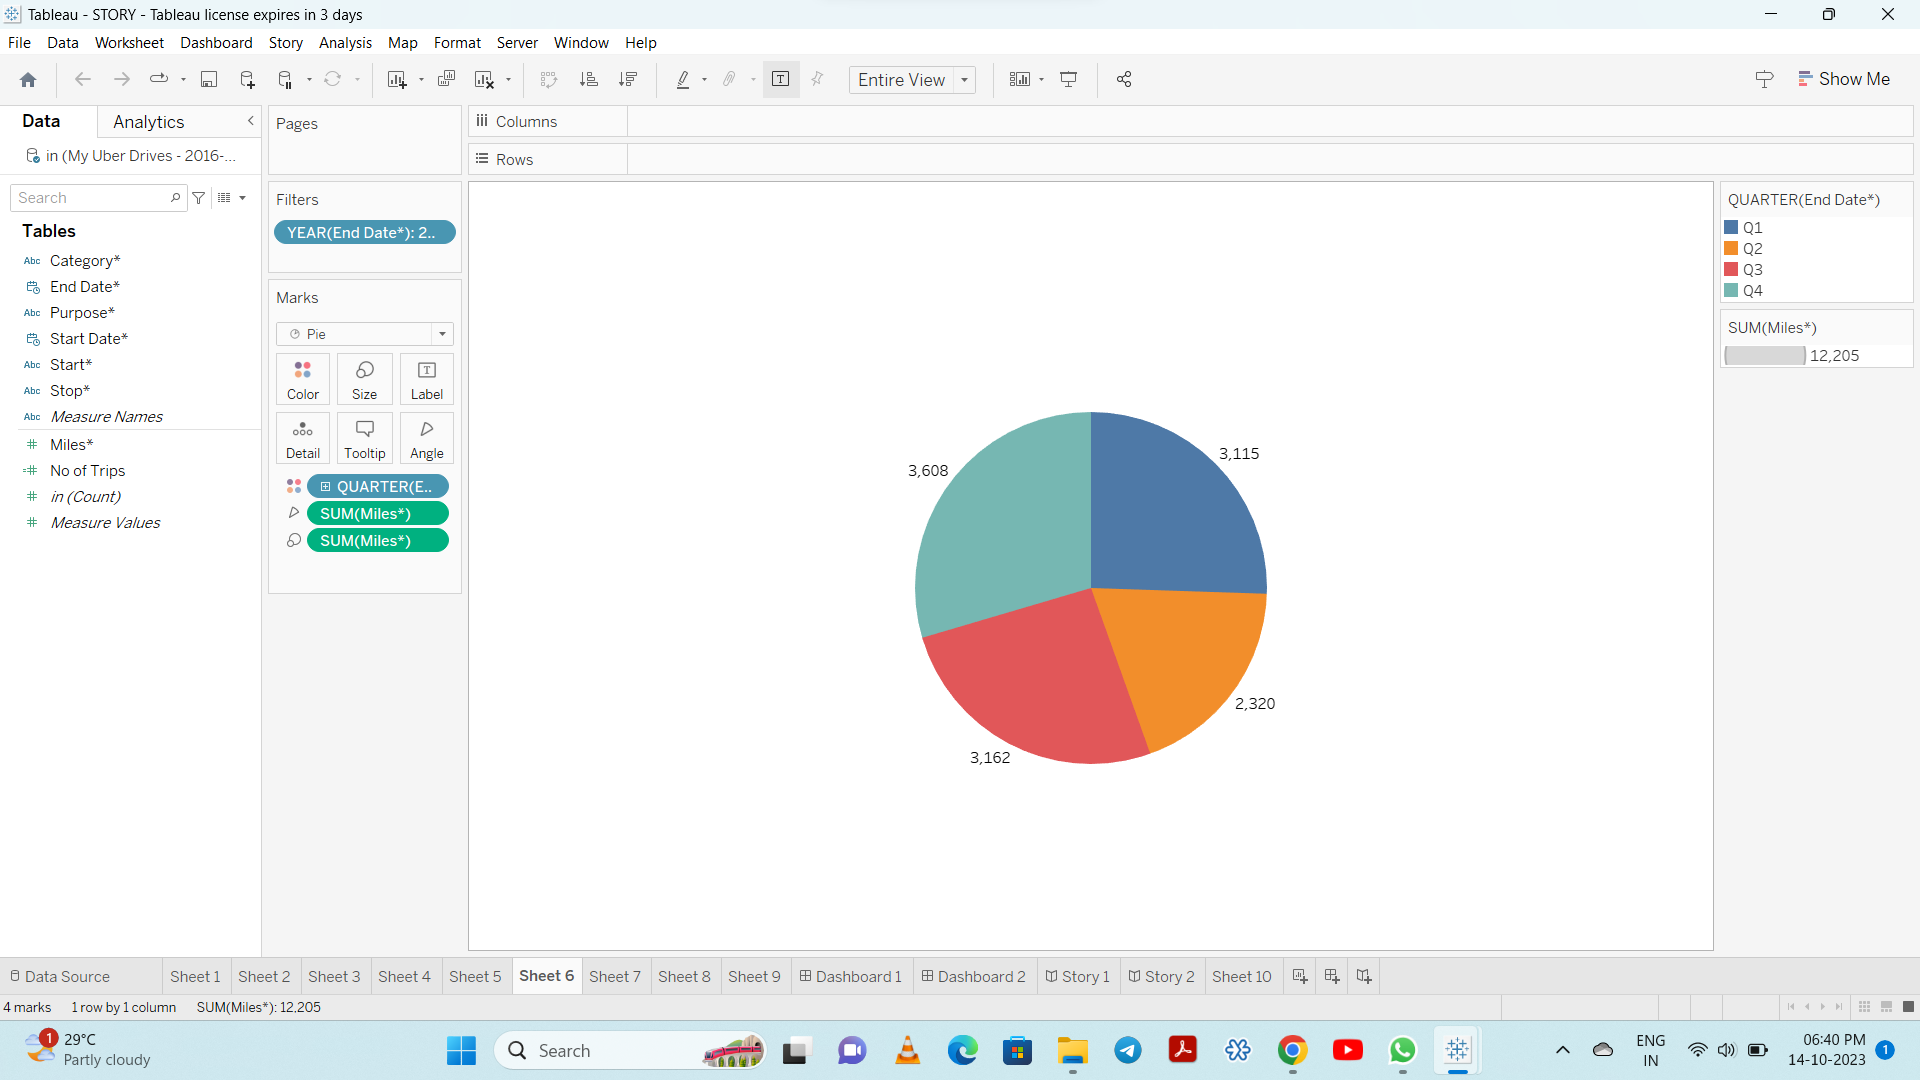 Tableau - STORY - Tableau license expires in 3 days
File Data Worksheet Dashboard Story Analysis Map Format Server Window Help
Entire View
Show Me
Data Analytics
in (My Uber Drives - 2016-...
Search
Tables
Abc Category*
End Date*
Abc Purpose*
Start Date*
Abc Start*
Abc Stop*
Abc Measure Names
Miles*
No of Trips
in (Count)
Measure Values
Pages
Filters
YEAR(End Date*): 2..
Marks
Pie
Color Size Label
Detail Tooltip Angle
QUARTER(E..
SUM(Miles*)
SUM(Miles*)
Columns
Rows
3,115
3,608
2,320
3,162
QUARTER(End Date*)
Q1
Q2
Q3
Q4
SUM(Miles*)
12,205
Data Source Sheet 1 Sheet 2 Sheet 3 Sheet 4 Sheet 5 Sheet 6 Sheet 7 Sheet 8 Sheet 9 Dashboard 1 Dashboard 2 Story 1 Story 2 Sheet 10
4 marks 1 row by 1 column SUM(Miles*): 12,205
1
29°C
Partly cloudy
Search
ENG
IN
06:40 PM
14-10-2023
1